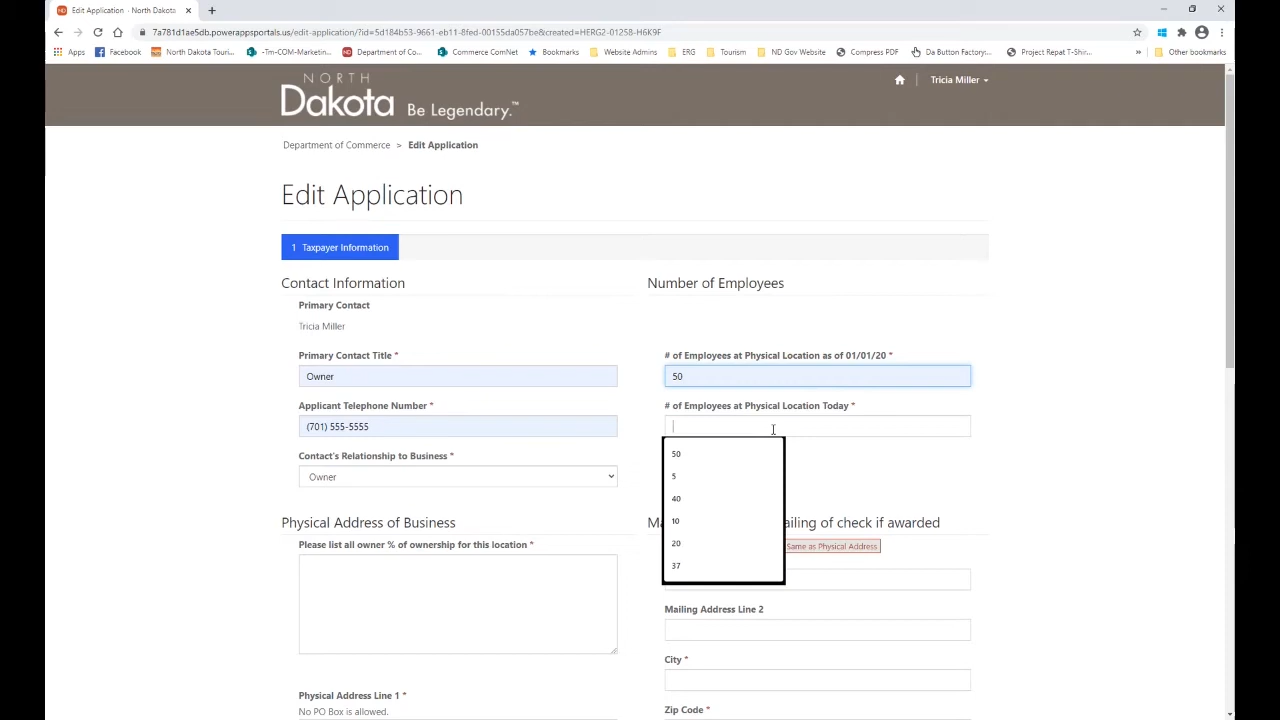 Edit Application · North Dakota
7a781d1ae5db.powerappsportals.us/edit-application/?id=5d184b53-9661-eb11-8fed-00155da057be&created=HERG2-01258-H6K9F
Apps Facebook North Dakota Touri... -Tm-COM-Marketin... Department of Co... Commerce ComNet Bookmarks Website Admins ERG Tourism ND Gov Website Compress PDF Da Button Factory:... Project Repat T-Shir... » Other bookmarks
NORTH
Dakota Be Legendary.™
Tricia Miller
Department of Commerce > Edit Application
Edit Application
1 Taxpayer Information
Contact Information
Primary Contact
Tricia Miller
Primary Contact Title *
Owner
Applicant Telephone Number *
(701) 555-5555
Contact's Relationship to Business *
Owner
Number of Employees
# of Employees at Physical Location as of 01/01/20 *
50
# of Employees at Physical Location Today *
50
5
40
10
20
37
Physical Address of Business
Please list all owner % of ownership for this location *
Physical Address Line 1 *
No PO Box is allowed.
Ma
ailing of check if awarded
Same as Physical Address
Mailing Address Line 2
City *
Zip Code *